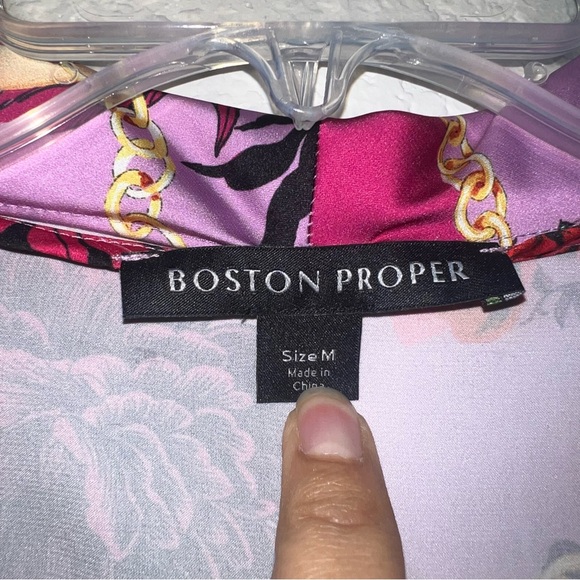 BOSTON PROPER
Size M
Made in
China